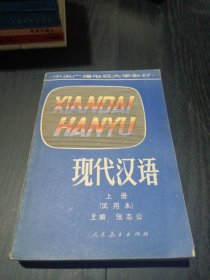 ·中央广播电视大学教材·
XIANDAI
HANYU
现代汉语
上册
(试用本)
主编 张志公
人民教育出版社